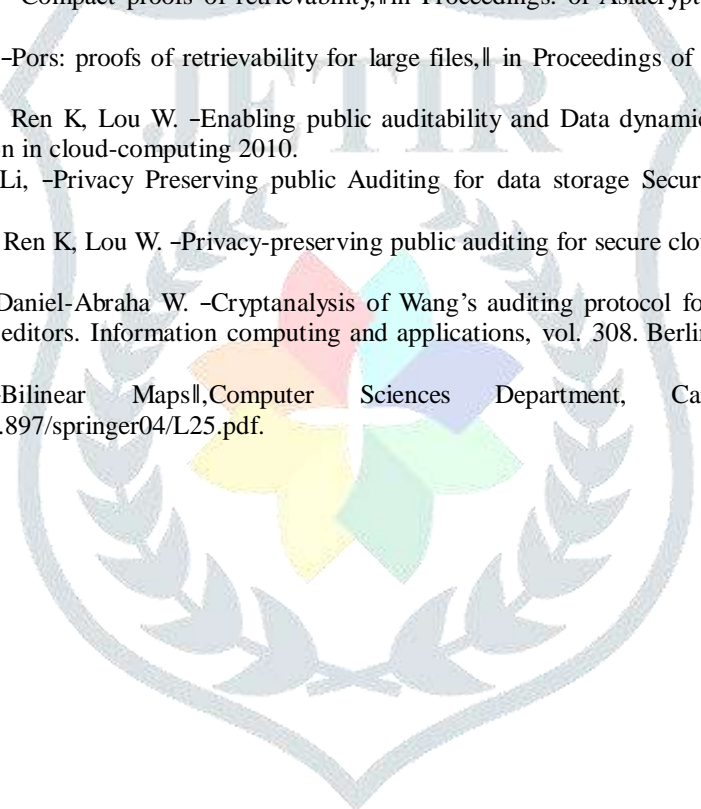 Compact proofs of retrievability,‖in Proceedings. of Asiacrypt
–Pors: proofs of retrievability for large files,‖ in Proceedings of
JETIR
Ren K, Lou W. –Enabling public auditability and Data dynamic
n in cloud-computing 2010.
Li, –Privacy Preserving public Auditing for data storage Secur
Ren K, Lou W. –Privacy-preserving public auditing for secure clo
Daniel-Abraha W. –Cryptanalysis of Wang’s auditing protocol fo
editors. Information computing and applications, vol. 308. Berlin
Bilinear Maps‖,Computer Sciences Department, Ca
.897/springer04/L25.pdf.